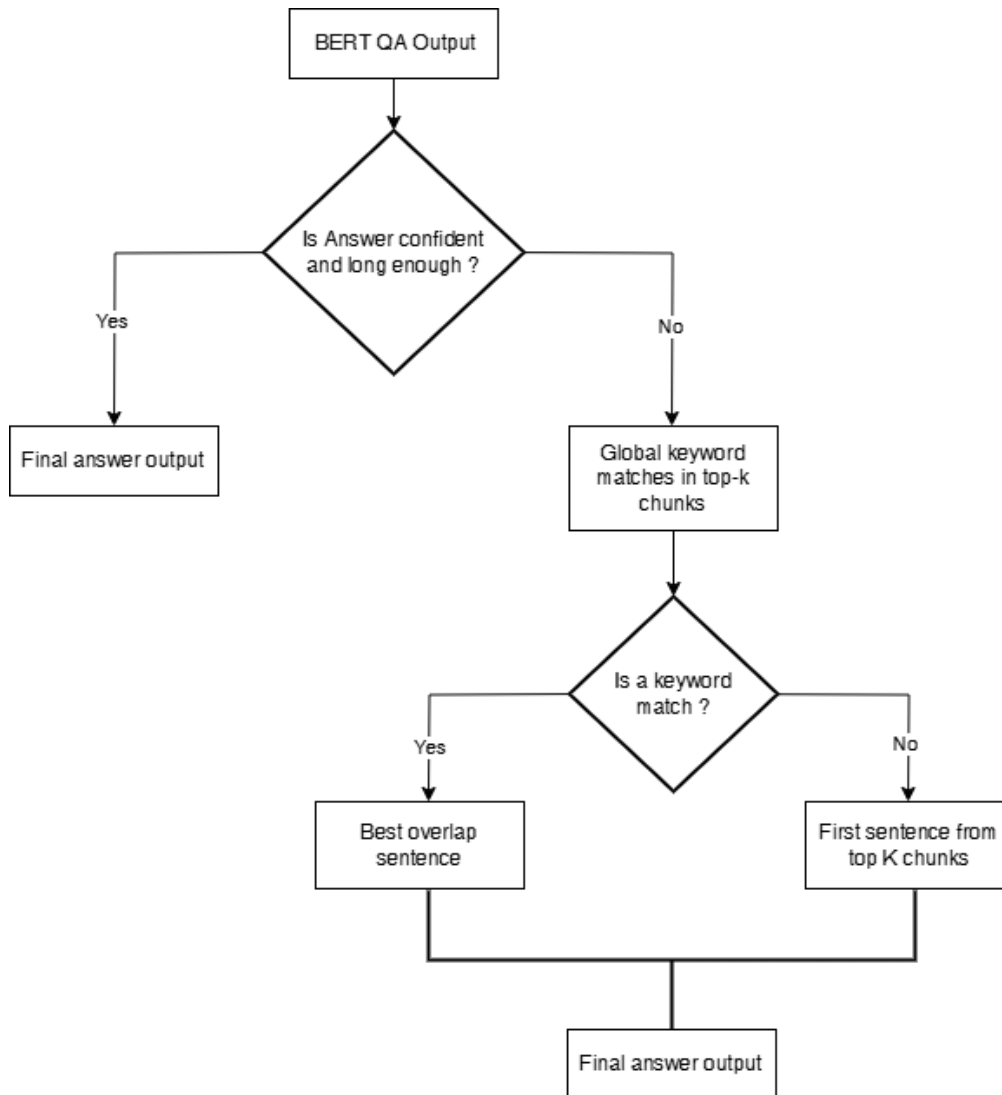 BERT QA Output
Is Answer confident
and long enough ?
Yes
No
Final answer output
Global keyword
matches in top-k
chunks
Is a keyword
match ?
Yes
No
Best overlap
sentence
First sentence from
top K chunks
Final answer output